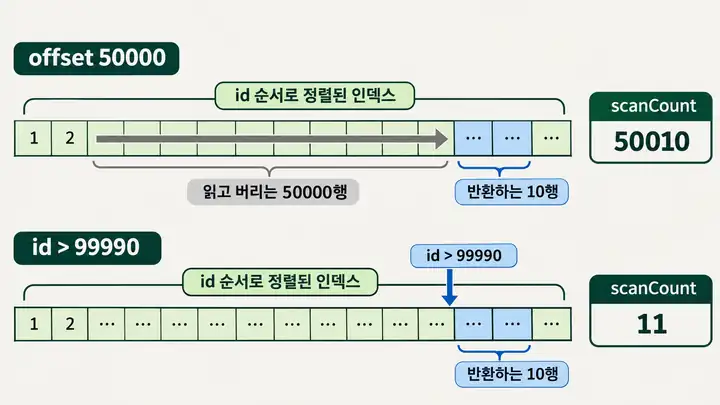 offset 50000
id 순서로 정렬된 인덱스
1 2 ... ... ...
읽고 버리는 50000행
반환하는 10행
scanCount
50010
id > 99990
id > 99990
id 순서로 정렬된 인덱스
1 2 ... ... ... ... ... ... ... ... ... ... ... ... ...
반환하는 10행
scanCount
11